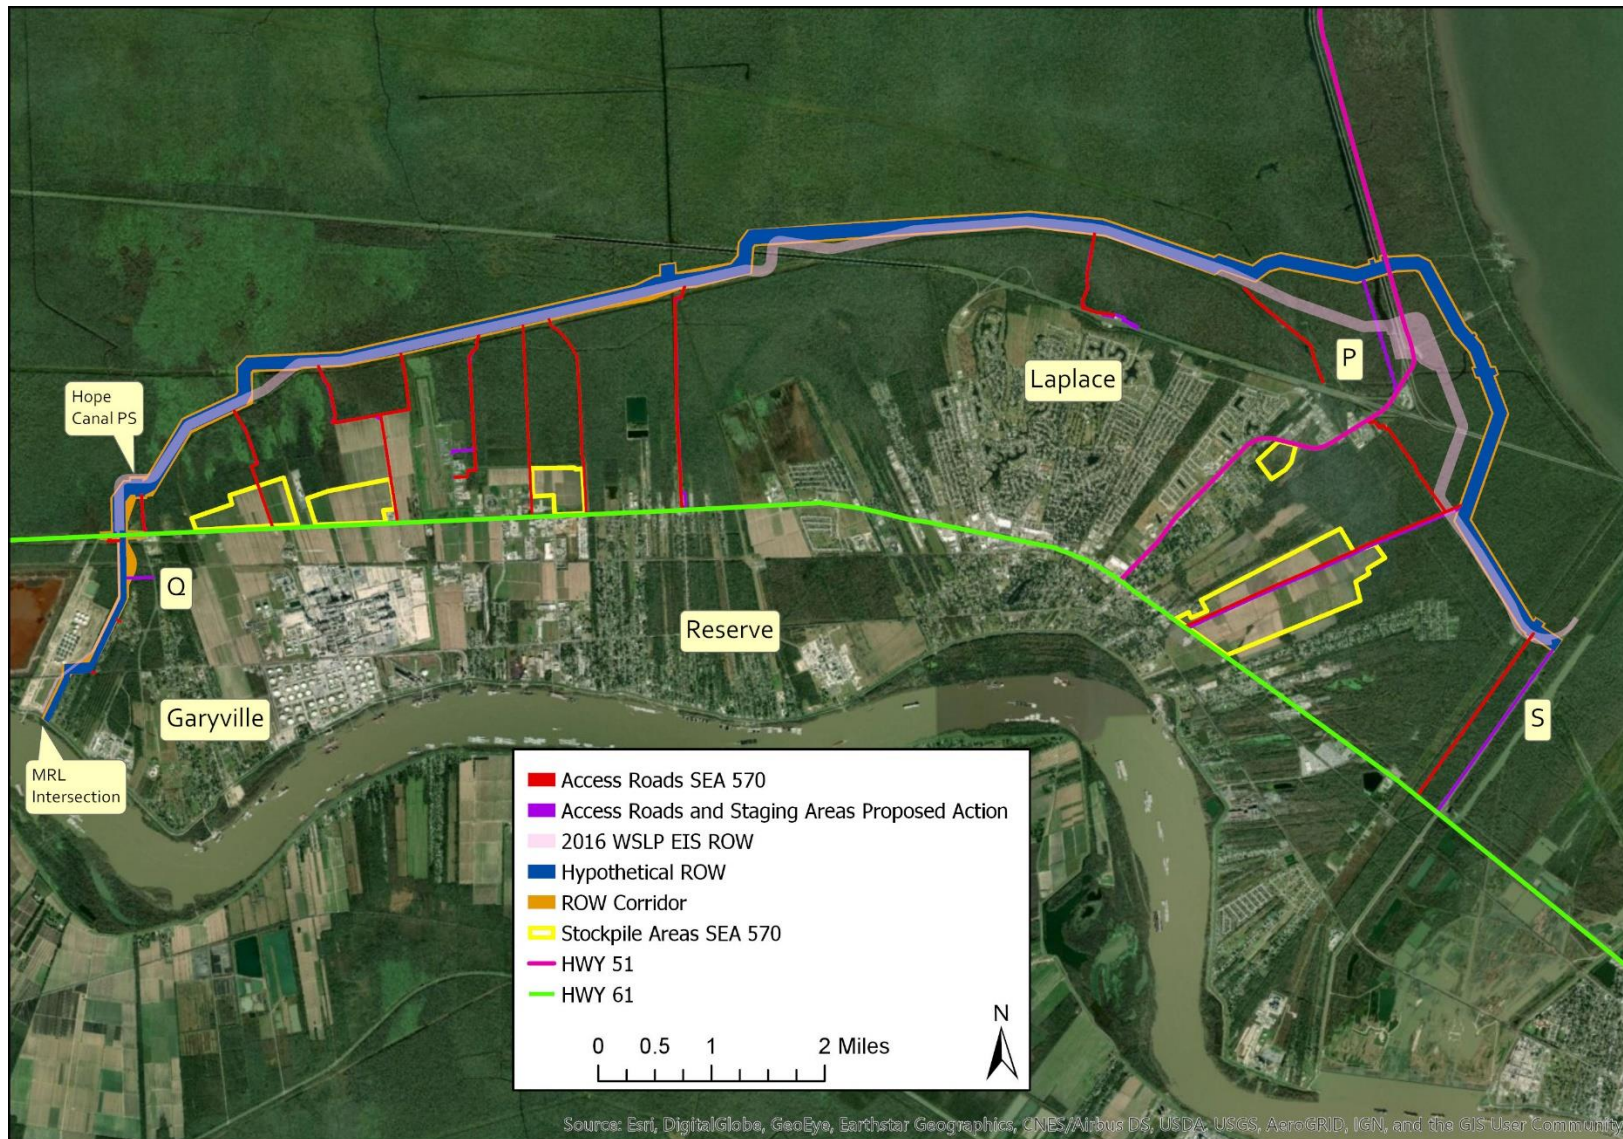 Hope
Canal PS
P
Laplace
Q
Reserve
Garyville
S
MRL
Intersection
Access Roads SEA 570
Access Roads and Staging Areas Proposed Action
2016 WSLP EIS ROW
Hypothetical ROW
ROW Corridor
Stockpile Areas SEA 570
HWY 51
HWY 61
N
0 0.5 1 2 Miles
Source: Esri, DigitalGlobe, GeoEye, Earthstar Geographics, CNES/Airbus DS, USDA, USGS, AeroGRID, IGN, and the GIS User Community